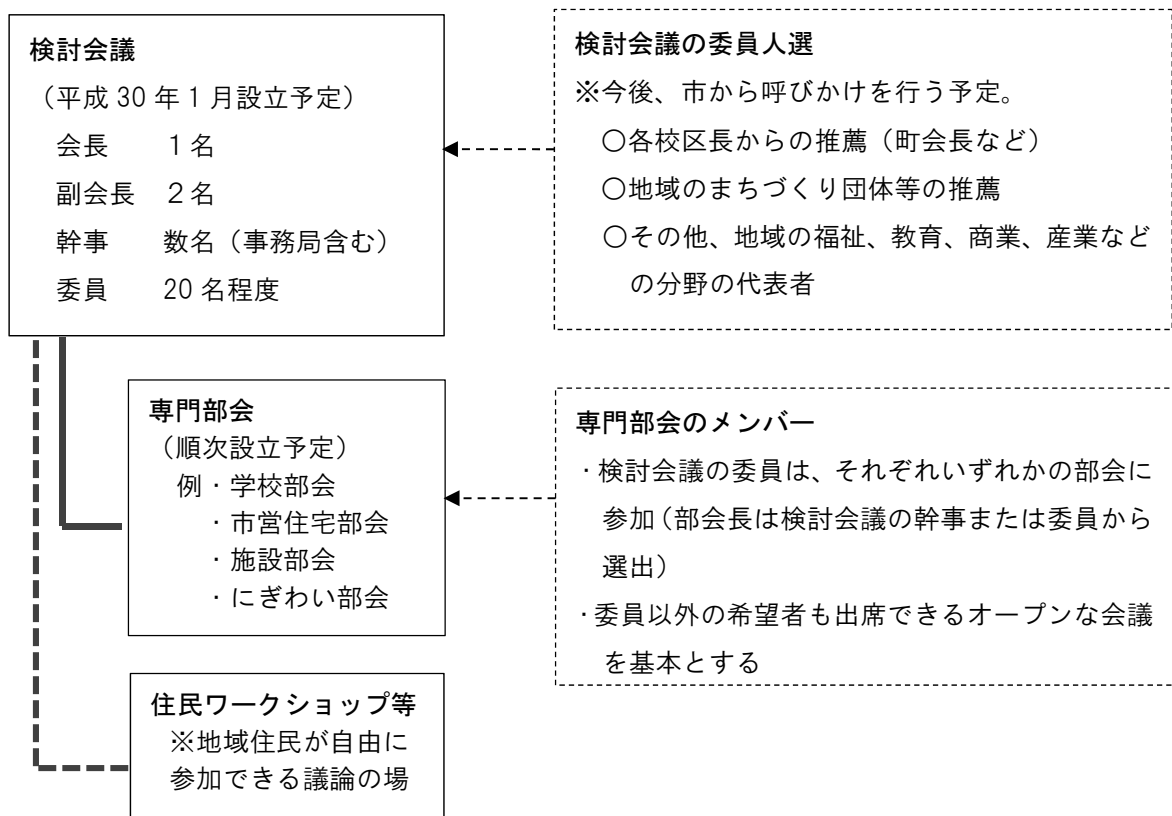 検討会議
（平成 30 年 1 月設立予定）
会長　　１名
副会長　２名
幹事　　数名（事務局含む）
委員　　20 名程度
検討会議の委員人選
※今後、市から呼びかけを行う予定。
○各校区長からの推薦（町会長など）
○地域のまちづくり団体等の推薦
○その他、地域の福祉、教育、商業、産業など
の分野の代表者
専門部会
（順次設立予定）
例・学校部会
・市営住宅部会
・施設部会
・にぎわい部会
専門部会のメンバー
・検討会議の委員は、それぞれいずれかの部会に
参加（部会長は検討会議の幹事または委員から
選出）
・委員以外の希望者も出席できるオープンな会議
を基本とする
住民ワークショップ等
※地域住民が自由に
参加できる議論の場